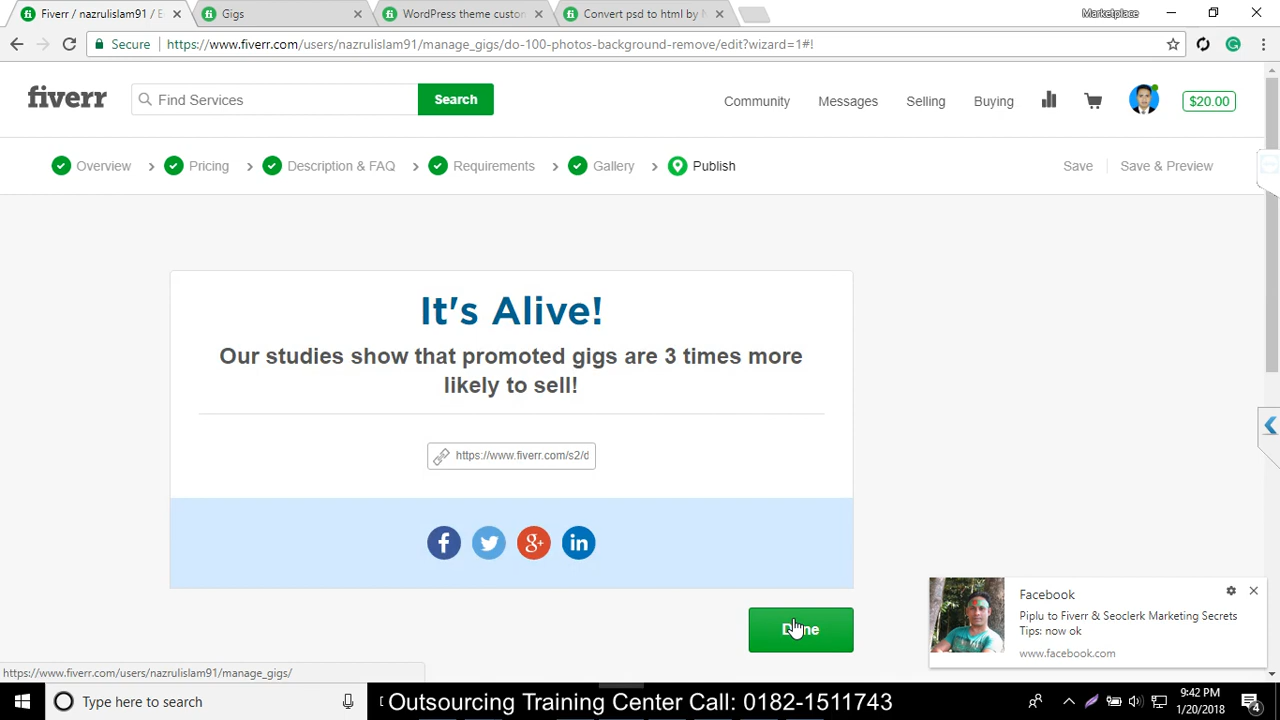 Fiverr / nazrulislam91 / E
Gigs
WordPress theme custon
Convert psd to html by N
Marketplace
Secure
https://www.fiverr.com/users/nazrulislam91/manage_gigs/do-100-photos-background-remove/edit?wizard=1#!
fiverr
Find Services
Search
Community
Messages
Selling
Buying
$20.00
Overview
Pricing
Description & FAQ
Requirements
Gallery
Publish
Save
Save & Preview
It's Alive!
Our studies show that promoted gigs are 3 times more
likely to sell!
https://www.fiverr.com/s2/d
Done
Facebook
Piplu to Fiverr & Seoclerk Marketing Secrets
Tips: now ok
www.facebook.com
https://www.fiverr.com/users/nazrulislam91/manage_gigs/
Type here to search
Outsourcing Training Center Call: 0182-1511743
9:42 PM
1/20/2018
4